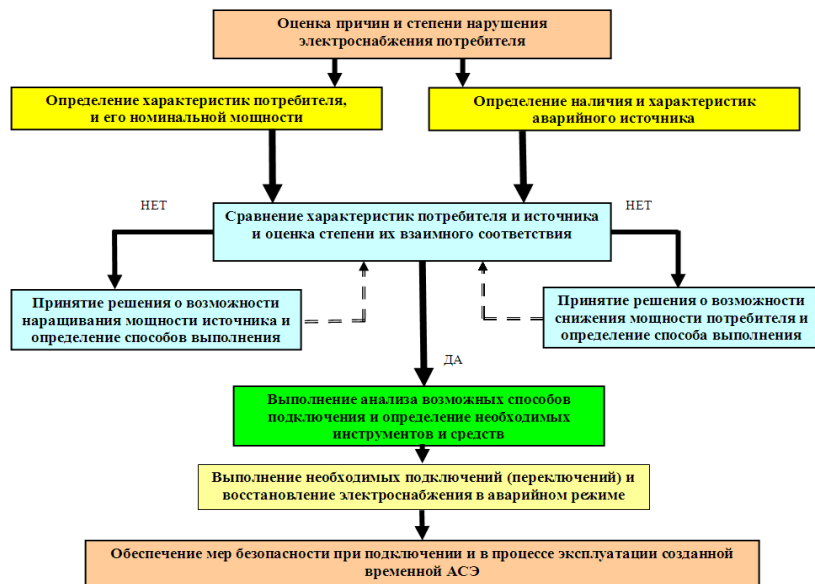 Оценка причин и степени нарушения
электроснабжения потребителя
Определение характеристик потребителя,
и его номинальной мощности
Определение наличия и характеристик
аварийного источника
НЕТ
Сравнение характеристик потребителя и источника
и оценка степени их взаимного соответствия
НЕТ
Принятие решения о возможности
наращивания мощности источника и
определение способов выполнения
Принятие решения о возможности
снижения мощности потребителя и
определение способа выполнения
ДА
Выполнение анализа возможных способов
подключения и определение необходимых
инструментов и средств
Выполнение необходимых подключений (переключений) и
восстановление электроснабжения в аварийном режиме
Обеспечение мер безопасности при подключении и в процессе эксплуатации созданной
временной АСЭ